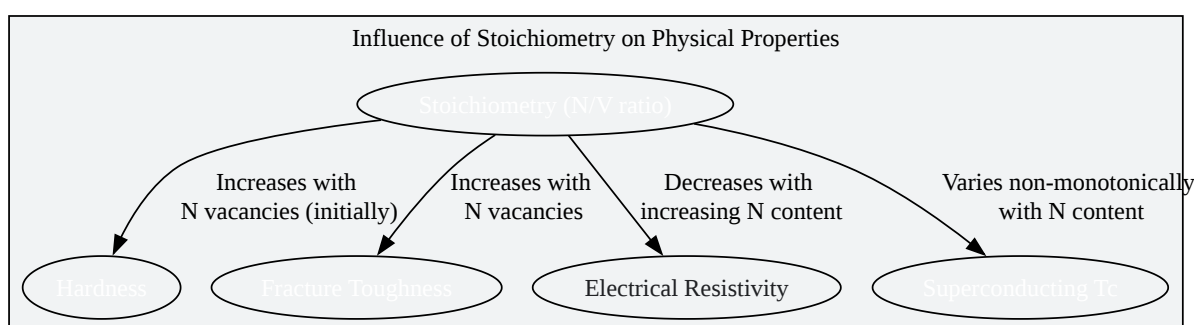 Influence of Stoichiometry on Physical Properties
Stoichiometry (N/V ratio)
Increases with
N vacancies (initially)
Increases with
N vacancies
Decreases with
increasing N content
Varies non-monotonically
with N content
Hardness
Fracture Toughness
Electrical Resistivity
Superconducting Tc